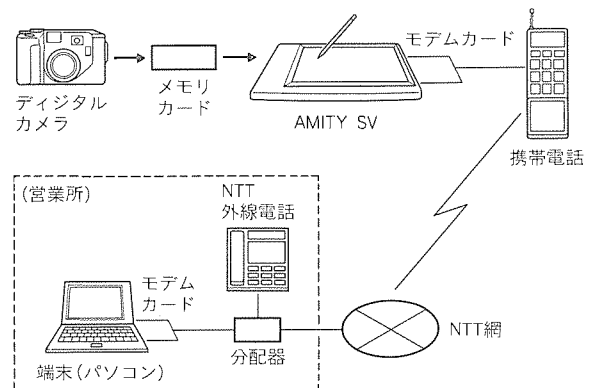 ディジタル
カメラ
メモリ
カード
AMITY SV
モデムカード
携帯電話
(営業所)
NTT
外線電話
モデム
カード
端末(パソコン)
分配器
NTT網